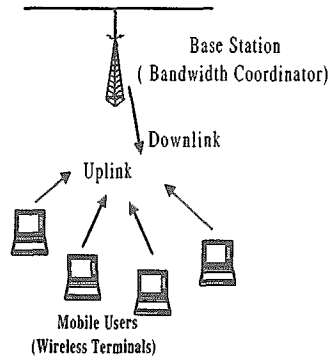 Base Station
( Bandwidth Coordinator)
Downlink
Uplink
Mobile Users
(Wireless Terminals)